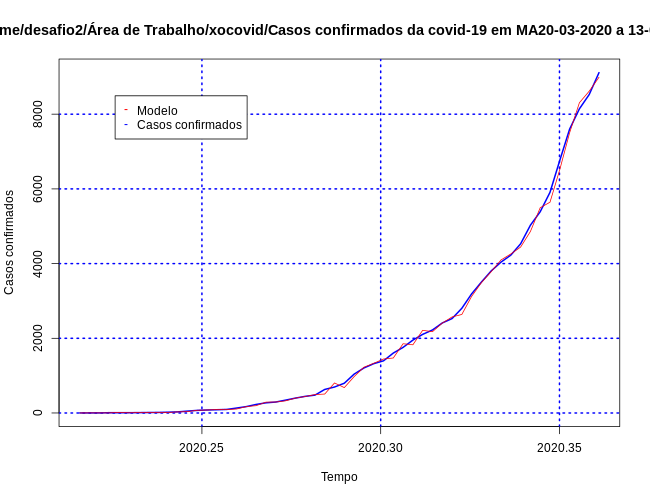 me/desafio2/Área de Trabalho/xocovid/Casos confirmados da covid-19 em MA20-03-2020 a 13-
Modelo
Casos confirmados
8000
6000
4000
2000
0
Casos confirmados
2020.25 2020.30 2020.35
Tempo